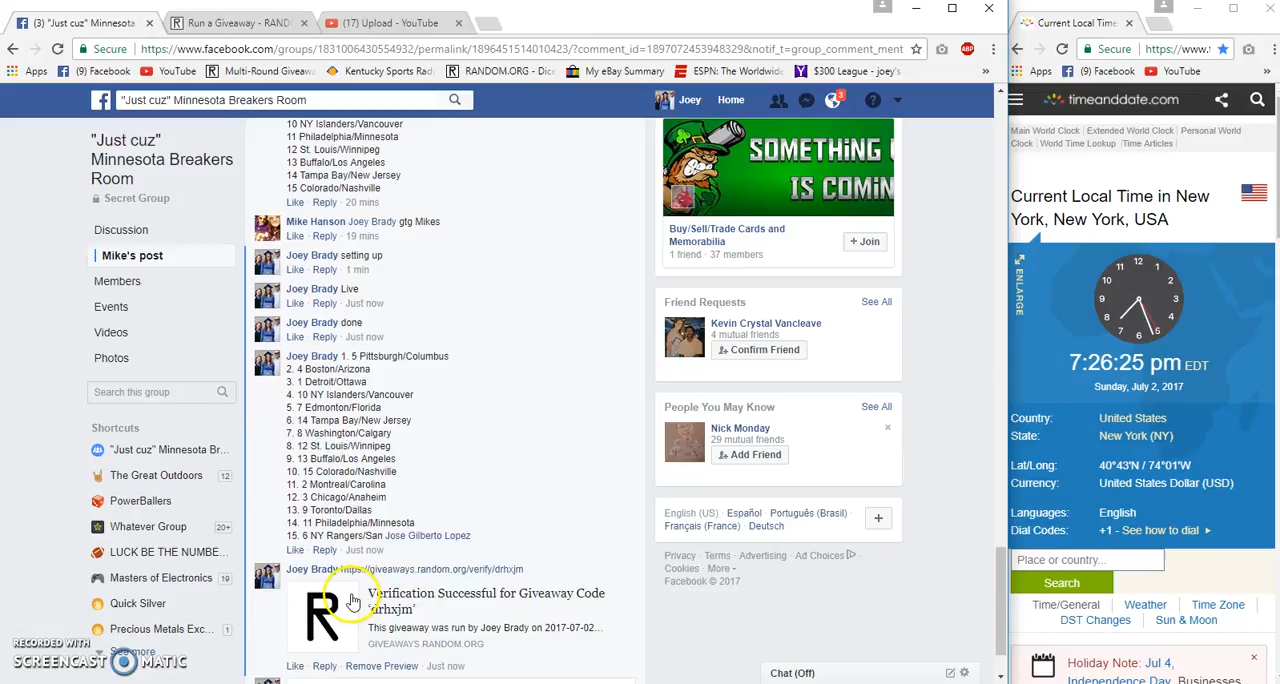 (3) "Just cuz" Minnesota
Run a Giveaway - RAND
(17) Upload - YouTube
Current Local Time
Secure
https://www.facebook.com/groups/1831006430554932/permalink/1896451514010423/?comment_id=1897072453948329&notif_t=group_comment_ment
Secure
https://www.t
Apps
(9) Facebook
YouTube
Multi-Round Giveaw
Kentucky Sports Rad
RANDOM.ORG - Dice
My eBay Summary
ESPN: The Worldwide
$300 League - joey's
»
Apps
(9) Facebook
YouTube
»
"Just cuz" Minnesota Breakers Room
Joey
Home
3
timeanddate.com
"Just cuz"
Minnesota Breakers
Room
Secret Group
Discussion
Mike's post
Members
Events
Videos
Photos
Search this group
Shortcuts
"Just cuz" Minnesota Br...
The Great Outdoors 12
PowerBallers
Whatever Group 20+
LUCK BE THE NUMBE...
Masters of Electronics 19
Quick Silver
Precious Metals Exc... 1
See more
RECORDED WITH
SCREENCAST MATIC
10 NY Islanders/Vancouver
11 Philadelphia/Minnesota
12 St. Louis/Winnipeg
13 Buffalo/Los Angeles
14 Tampa Bay/New Jersey
15 Colorado/Nashville
Like · Reply · 20 mins
Mike Hanson Joey Brady gtg Mikes
Like · Reply · 19 mins
Joey Brady setting up
Like · Reply · 1 min
Joey Brady Live
Like · Reply · Just now
Joey Brady done
Like · Reply · Just now
Joey Brady 1. 5 Pittsburgh/Columbus
2. 4 Boston/Arizona
3. 1 Detroit/Ottawa
4. 10 NY Islanders/Vancouver
5. 7 Edmonton/Florida
6. 14 Tampa Bay/New Jersey
7. 8 Washington/Calgary
8. 12 St. Louis/Winnipeg
9. 13 Buffalo/Los Angeles
10. 15 Colorado/Nashville
11. 2 Montreal/Carolina
12. 3 Chicago/Anaheim
13. 9 Toronto/Dallas
14. 11 Philadelphia/Minnesota
15. 6 NY Rangers/San Jose Gilberto Lopez
Like · Reply · Just now
Joey Brady https://giveaways.random.org/verify/drhxjm
R
Verification Successful for Giveaway Code
'drhxjm'
This giveaway was run by Joey Brady on 2017-07-02...
GIVEAWAYS.RANDOM.ORG
Like · Reply · Remove Preview · Just now
SOMETHING
IS COMIN
Buy/Sell/Trade Cards and
Memorabilia
1 friend · 37 members
+ Join
Friend Requests
See All
Kevin Crystal Vancleave
4 mutual friends
Confirm Friend
People You May Know
See All
Nick Monday
29 mutual friends
Add Friend
English (US) · Español · Português (Brasil) ·
Français (France) · Deutsch
Privacy · Terms · Advertising · Ad Choices
Cookies · More
Facebook © 2017
Chat (Off)
Main World Clock | Extended World Clock | Personal World
Clock | World Time Lookup | Time Articles
Current Local Time in New
York, New York, USA
ENLARGE
12 1 2 3 4 5 6 7 8 9 10 11
7:26:25 pm EDT
Sunday, July 2, 2017
Country: United States
State: New York (NY)
Lat/Long: 40°43'N / 74°01'W
Currency: United States Dollar (USD)
Languages: English
Dial Codes: +1 - See how to dial
Place or country...
Search
Time/General
Weather
Time Zone
DST Changes
Sun & Moon
Holiday Note: Jul 4,
Independence Day, Businesses,